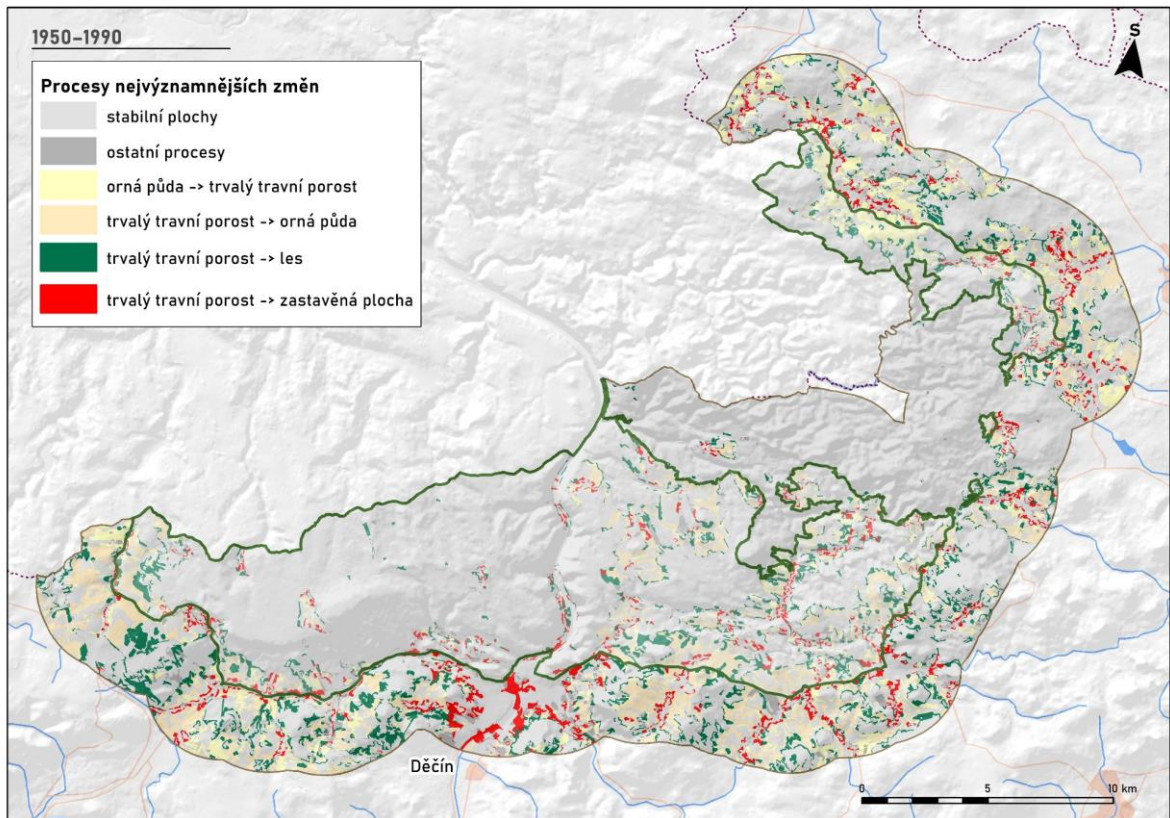 1950–1990
Procesy nejvýznamnějších změn
stabilní plochy
ostatní procesy
orná půda -> trvalý travní porost
trvalý travní porost -> orná půda
trvalý travní porost -> les
trvalý travní porost -> zastavěná plocha
S
Děčín
0 5 10 km